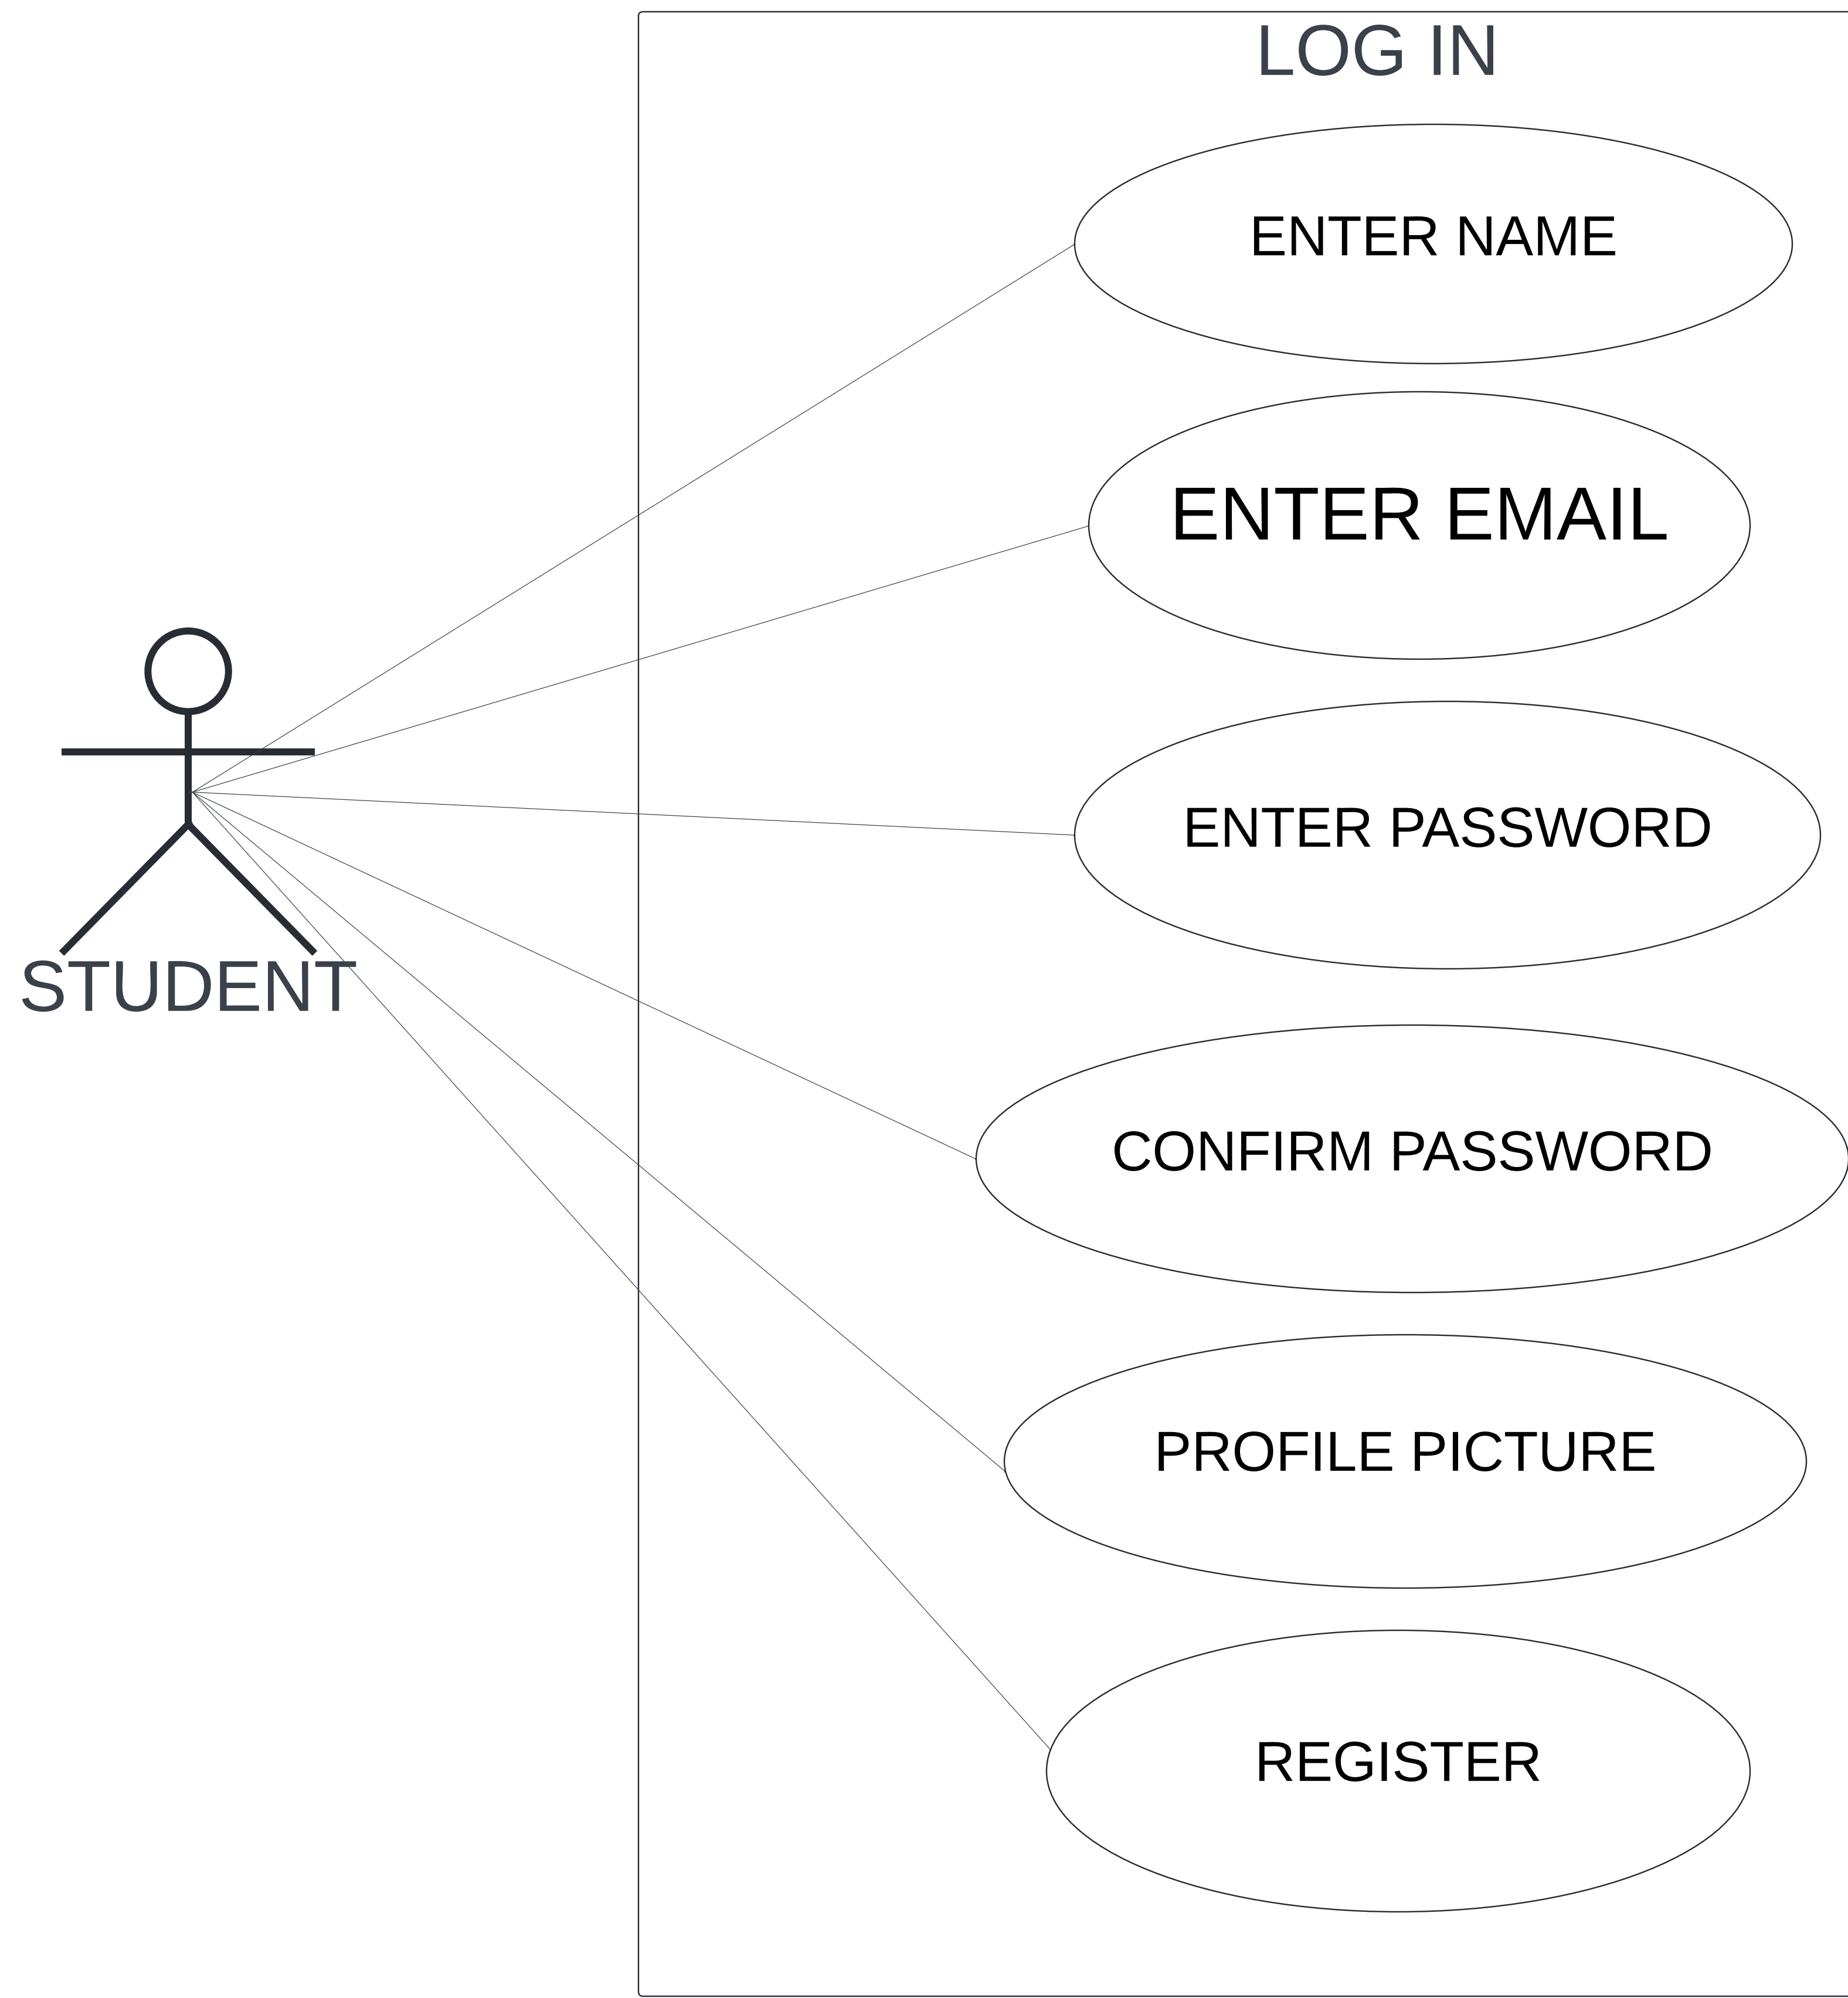 LOG IN
ENTER NAME
ENTER EMAIL
ENTER PASSWORD
STUDENT
CONFIRM PASSWORD
PROFILE PICTURE
REGISTER